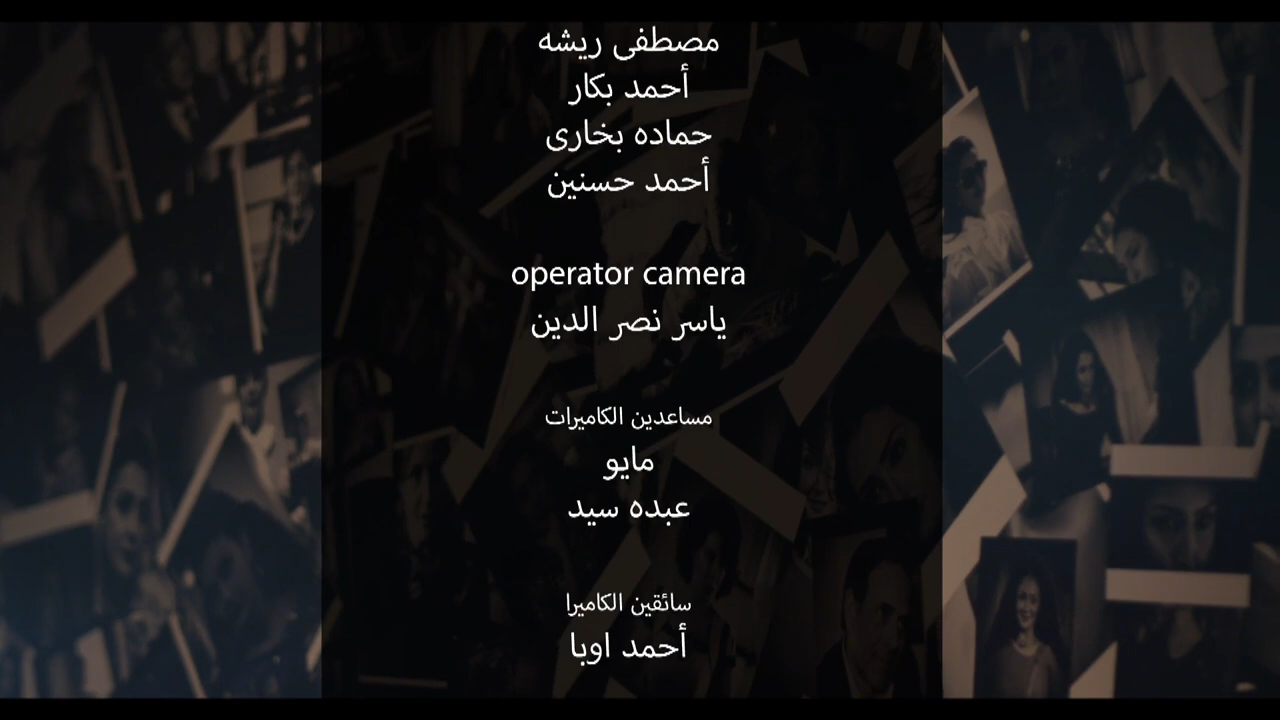 مصطفى ريشه
أحمد بكار
حماده بخارى
أحمد حسنين
operator camera
ياسر نصر الدين
مساعدين الكاميرات
مايو
عبده سيد
سائقين الكاميرا
أحمد اوبا